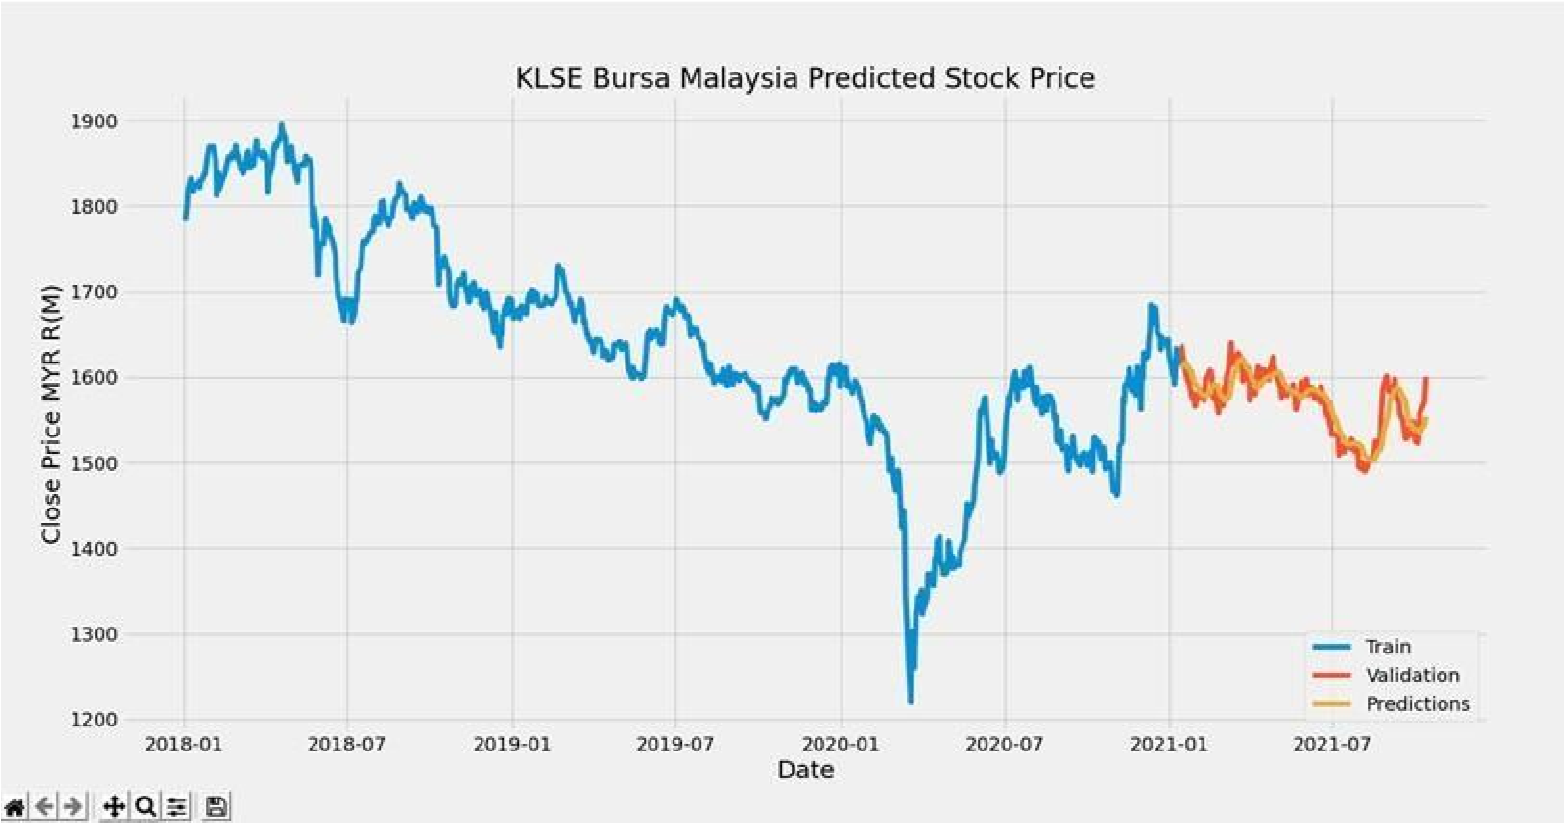 KLSE Bursa Malaysia Predicted Stock Price
Close Price MYR R(M)
1900
1800
1700
1600
1500
1400
1300
1200
2018-01 2018-07 2019-01 2019-07 2020-01 2020-07 2021-01 2021-07
Date
Train
Validation
Predictions